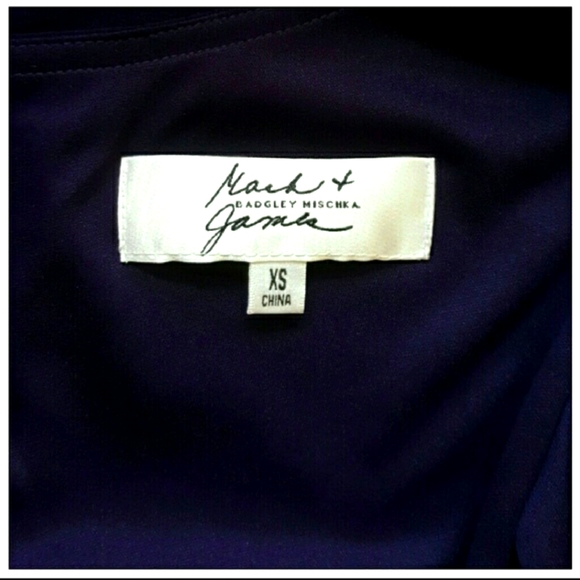 Mark +
BADGLEY MISCHKA
James
XS
CHINA